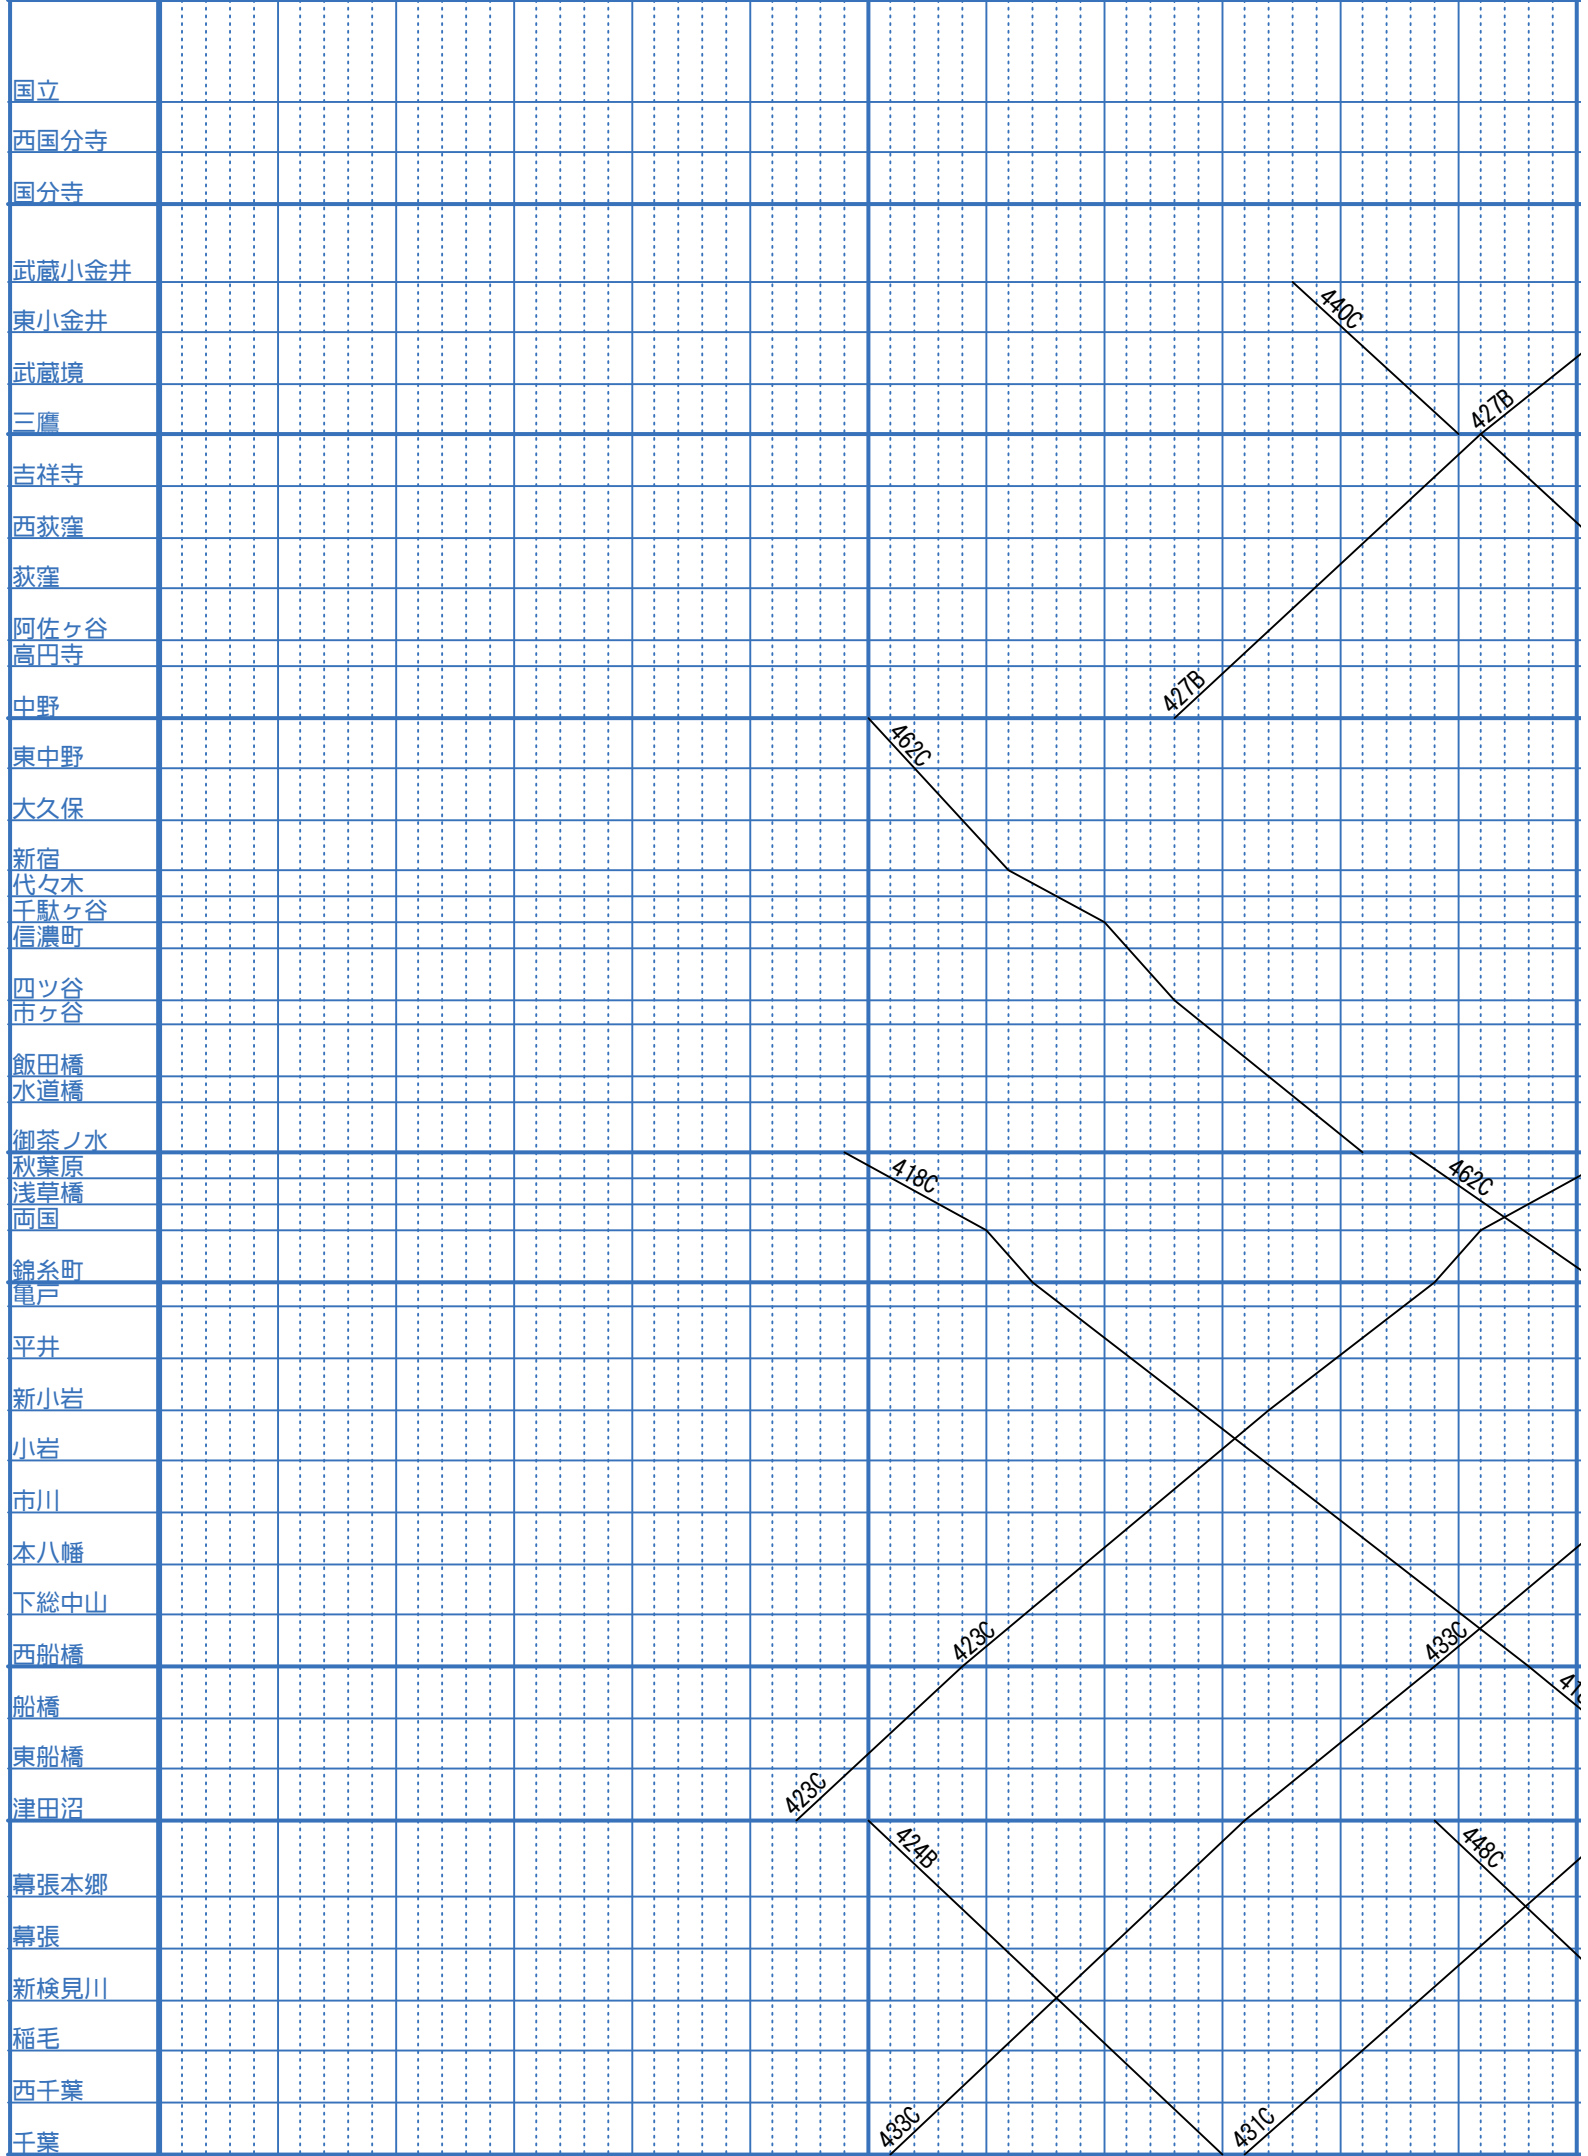 国立
西国分寺
国分寺
武蔵小金井
440C
東小金井
武蔵境
427B
三鷹
吉祥寺
西荻窪
荻窪
阿佐ヶ谷
高円寺
427B
中野
462C
東中野
大久保
新宿
代々木
千駄ヶ谷
信濃町
四ツ谷
市ヶ谷
飯田橋
水道橋
御茶ノ水
秋葉原
418C
462C
浅草橋
両国
錦糸町
亀戸
平井
新小岩
小岩
市川
本八幡
下総中山
423C
433C
西船橋
418
船橋
東船橋
423C
津田沼
424B
448C
幕張本郷
幕張
新検見川
稲毛
西千葉
433C
431C
千葉